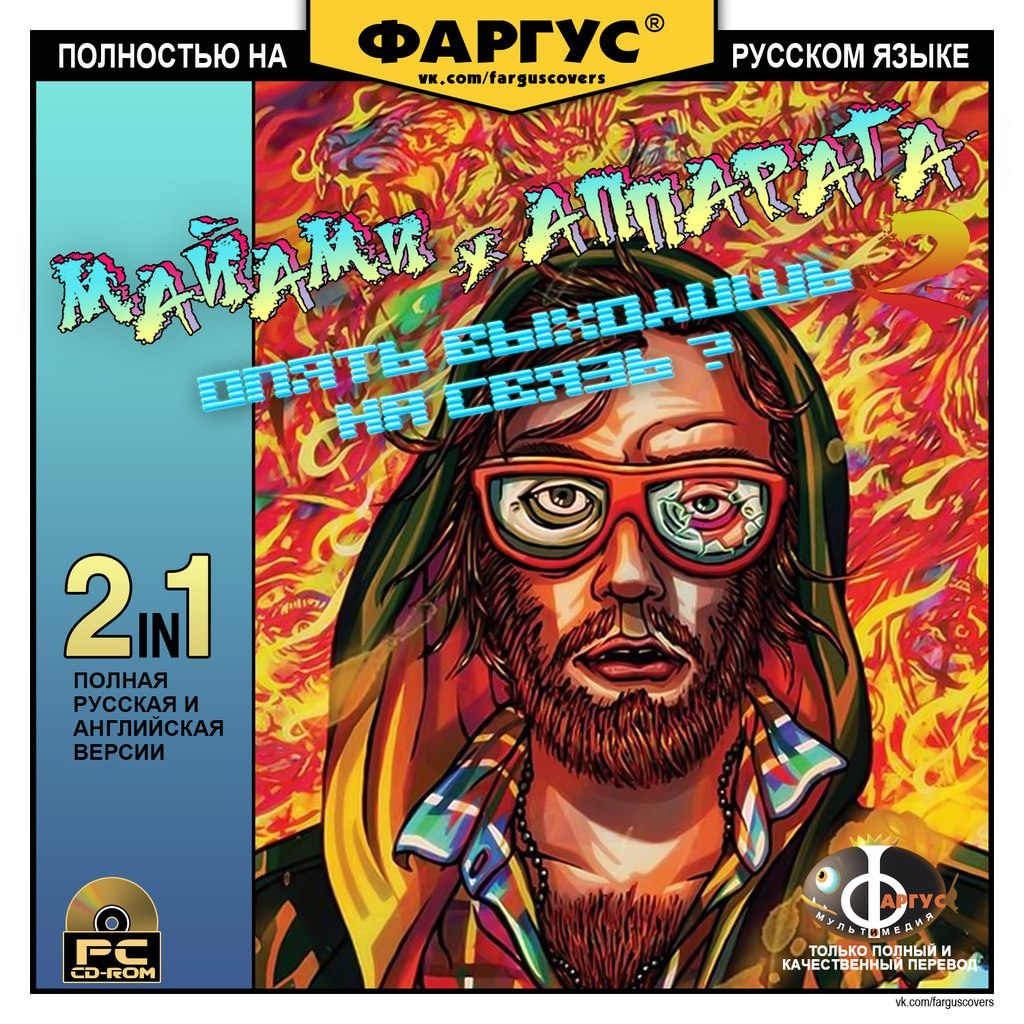 ФАРГУС®
vk.com/farguscovers
ПОЛНОСТЬЮ НА
РУССКОМ ЯЗЫКЕ
МАЙАМИ У АППАРАТА
2
ОПЯТЬ ВЫХОДИШЬ
НА СВЯЗЬ ?
2IN1
ПОЛНАЯ
РУССКАЯ И
АНГЛИЙСКАЯ
ВЕРСИИ
PC
CD-ROM
ФАРГУС
МУЛЬТИМЕДИЯ
ТОЛЬКО ПОЛНЫЙ И
КАЧЕСТВЕННЫЙ ПЕРЕВОД
vk.com/farguscovers